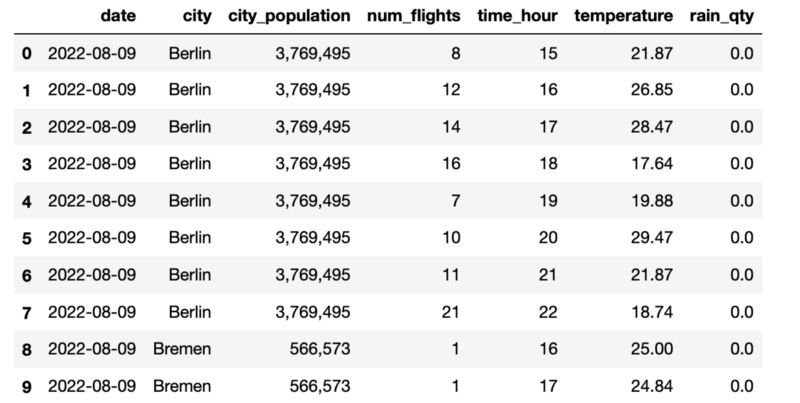 date city city_population num_flights time_hour temperature rain_qty
0 2022-08-09 Berlin 3,769,495 8 15 21.87 0.0
1 2022-08-09 Berlin 3,769,495 12 16 26.85 0.0
2 2022-08-09 Berlin 3,769,495 14 17 28.47 0.0
3 2022-08-09 Berlin 3,769,495 16 18 17.64 0.0
4 2022-08-09 Berlin 3,769,495 7 19 19.88 0.0
5 2022-08-09 Berlin 3,769,495 10 20 29.47 0.0
6 2022-08-09 Berlin 3,769,495 11 21 21.87 0.0
7 2022-08-09 Berlin 3,769,495 21 22 18.74 0.0
8 2022-08-09 Bremen 566,573 1 16 25.00 0.0
9 2022-08-09 Bremen 566,573 1 17 24.84 0.0